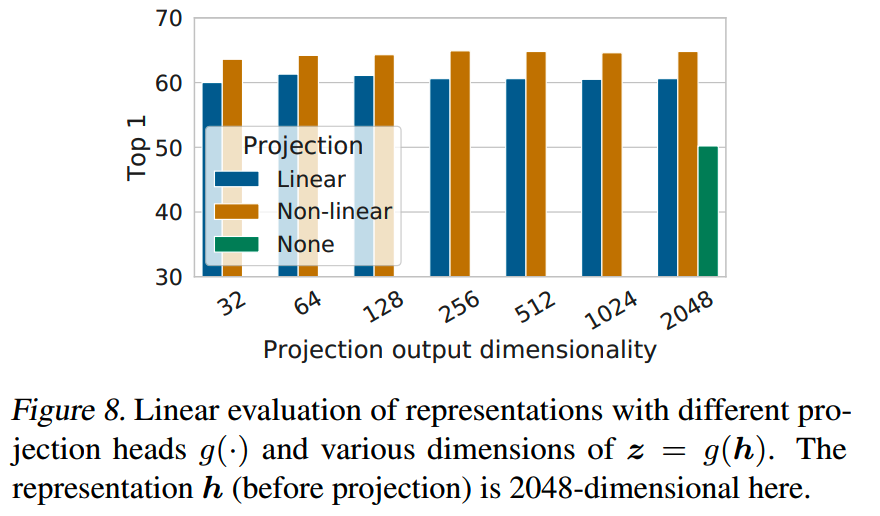 70
60
50
40
30
Top 1
Projection
Linear
Non-linear
None
32 64 128 256 512 1024 2048
Projection output dimensionality
Figure 8. Linear evaluation of representations with different pro-
jection heads g(·) and various dimensions of z = g(h). The
representation h (before projection) is 2048-dimensional here.